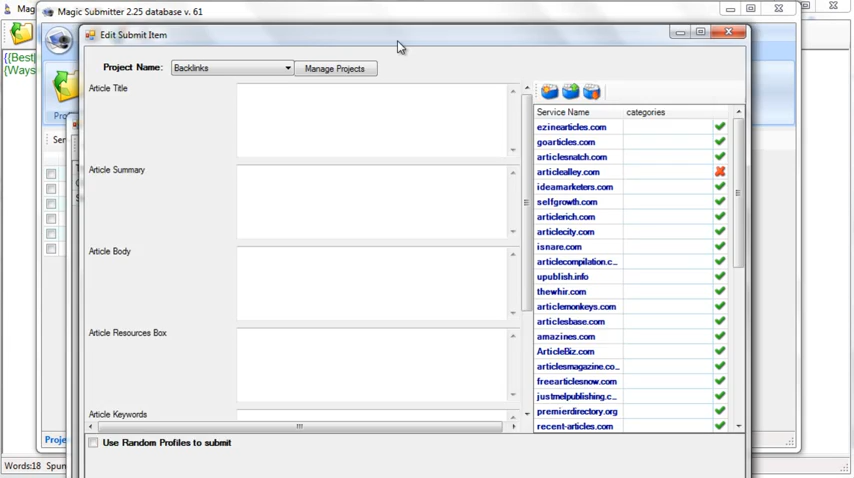 Magic Submitter 2.25 database v. 61
Edit Submit Item
Project Name:
Backlinks
Manage Projects
Article Title
Article Summary
Article Body
Article Resources Box
Article Keywords
Use Random Profiles to submit
Service Name
categories
ezinearticles.com
goarticles.com
articlesnatch.com
articlealley.com
ideamarketers.com
selfgrowth.com
articlerich.com
articlecity.com
isnare.com
articlecompilation.c...
upublish.info
thewhir.com
articlemonkeys.com
articlesbase.com
amazines.com
ArticleBiz.com
articlesmagazine.co...
freearticlesnow.com
justmelpublishing.c...
premierdirectory.org
recent-articles.com
{{Best
{Ways
Words:18